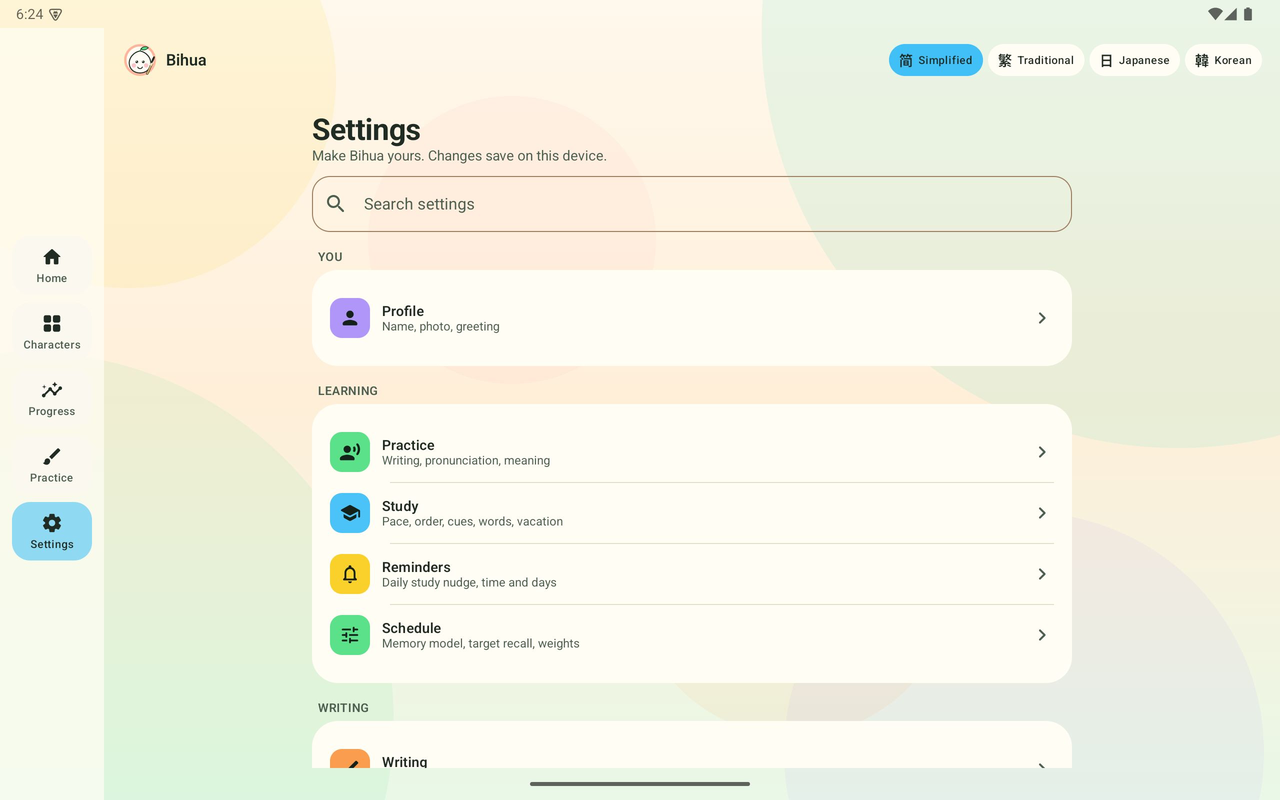 6:24
Bihua
简 Simplified
繁 Traditional
日 Japanese
韓 Korean
Settings
Make Bihua yours. Changes save on this device.
Search settings
Home
Characters
Progress
Practice
Settings
YOU
Profile
Name, photo, greeting
LEARNING
Practice
Writing, pronunciation, meaning
Study
Pace, order, cues, words, vacation
Reminders
Daily study nudge, time and days
Schedule
Memory model, target recall, weights
WRITING
Writing